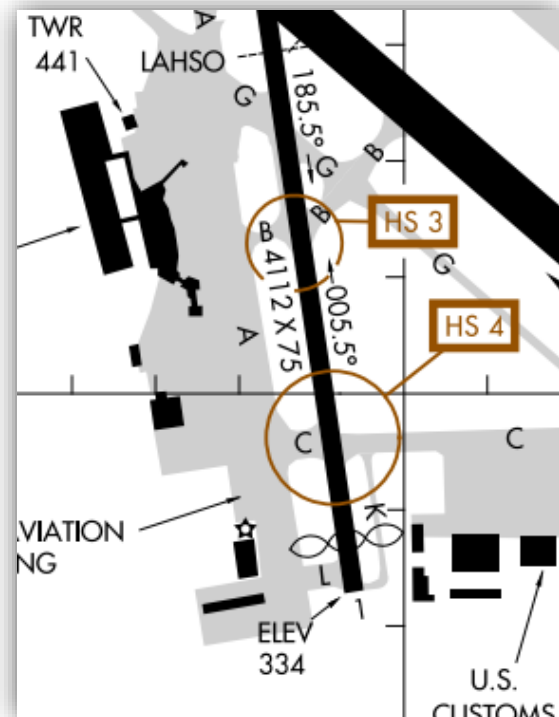 TWR
441
A
LAHSO
G
185.5°
G
B
B
HS 3
B
G
4112 X 75
005.5°
A
HS 4
C
C
VIATION
NG
K
L
1
ELEV
334
U.S.
CUSTOMS